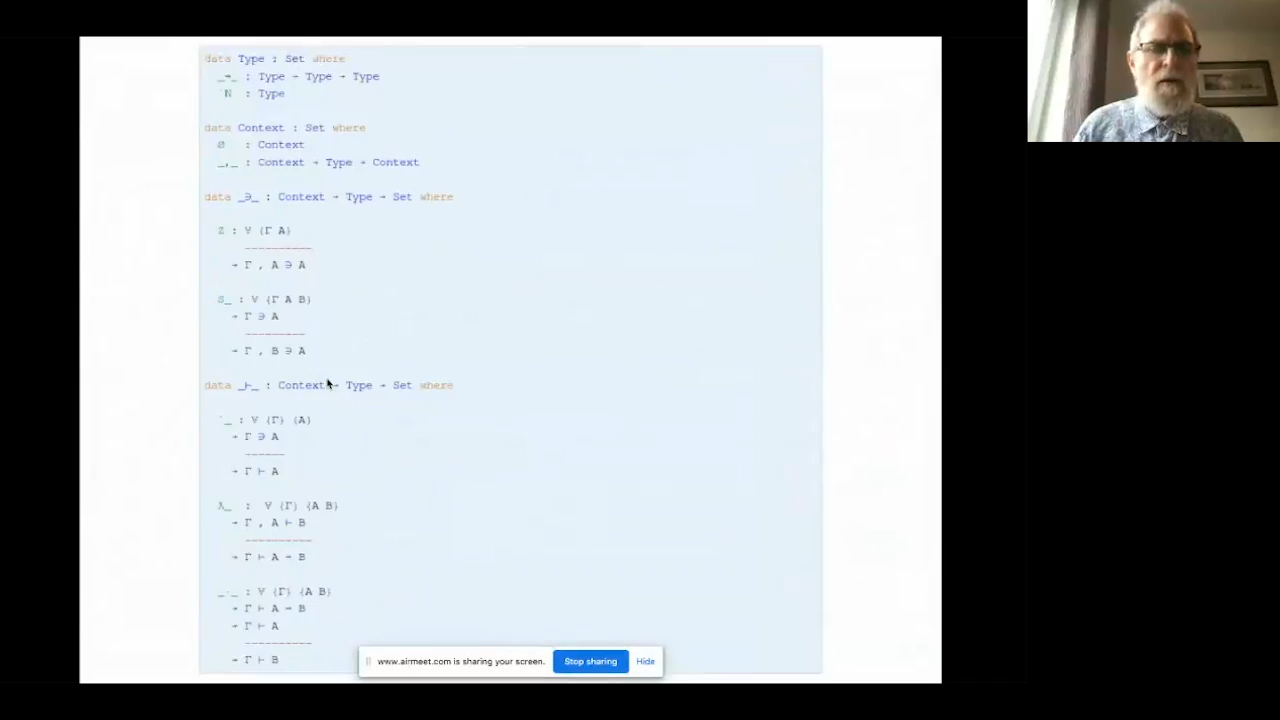 data Type : Set where
_⇒_ : Type → Type → Type
`ℕ : Type
data Context : Set where
∅ : Context
_,_ : Context → Type → Context
data _∋_ : Context → Type → Set where
Z : ∀ {Γ A}
----------
→ Γ , A ∋ A
S_ : ∀ {Γ A B}
→ Γ ∋ A
---------
→ Γ , B ∋ A
data _⊢_ : Context → Type → Set where
`_ : ∀ {Γ} {A}
→ Γ ∋ A
------
→ Γ ⊢ A
ƛ_ : ∀ {Γ} {A B}
→ Γ , A ⊢ B
----------
→ Γ ⊢ A ⇒ B
_·_ : ∀ {Γ} {A B}
→ Γ ⊢ A ⇒ B
→ Γ ⊢ A
----------
→ Γ ⊢ B
www.airmeet.com is sharing your screen. Stop sharing Hide